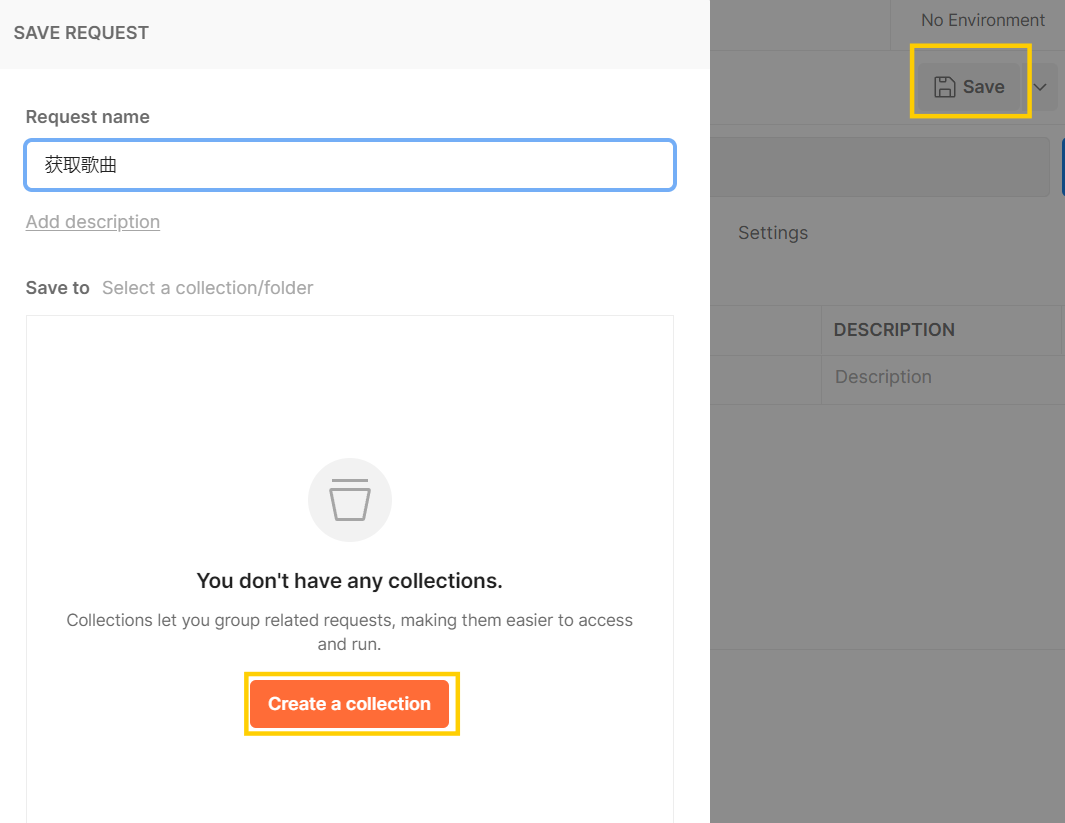 SAVE REQUEST
No Environment
Save
Request name
获取歌曲
Add description
Settings
Save to Select a collection/folder
DESCRIPTION
Description
You don't have any collections.
Collections let you group related requests, making them easier to access
and run.
Create a collection